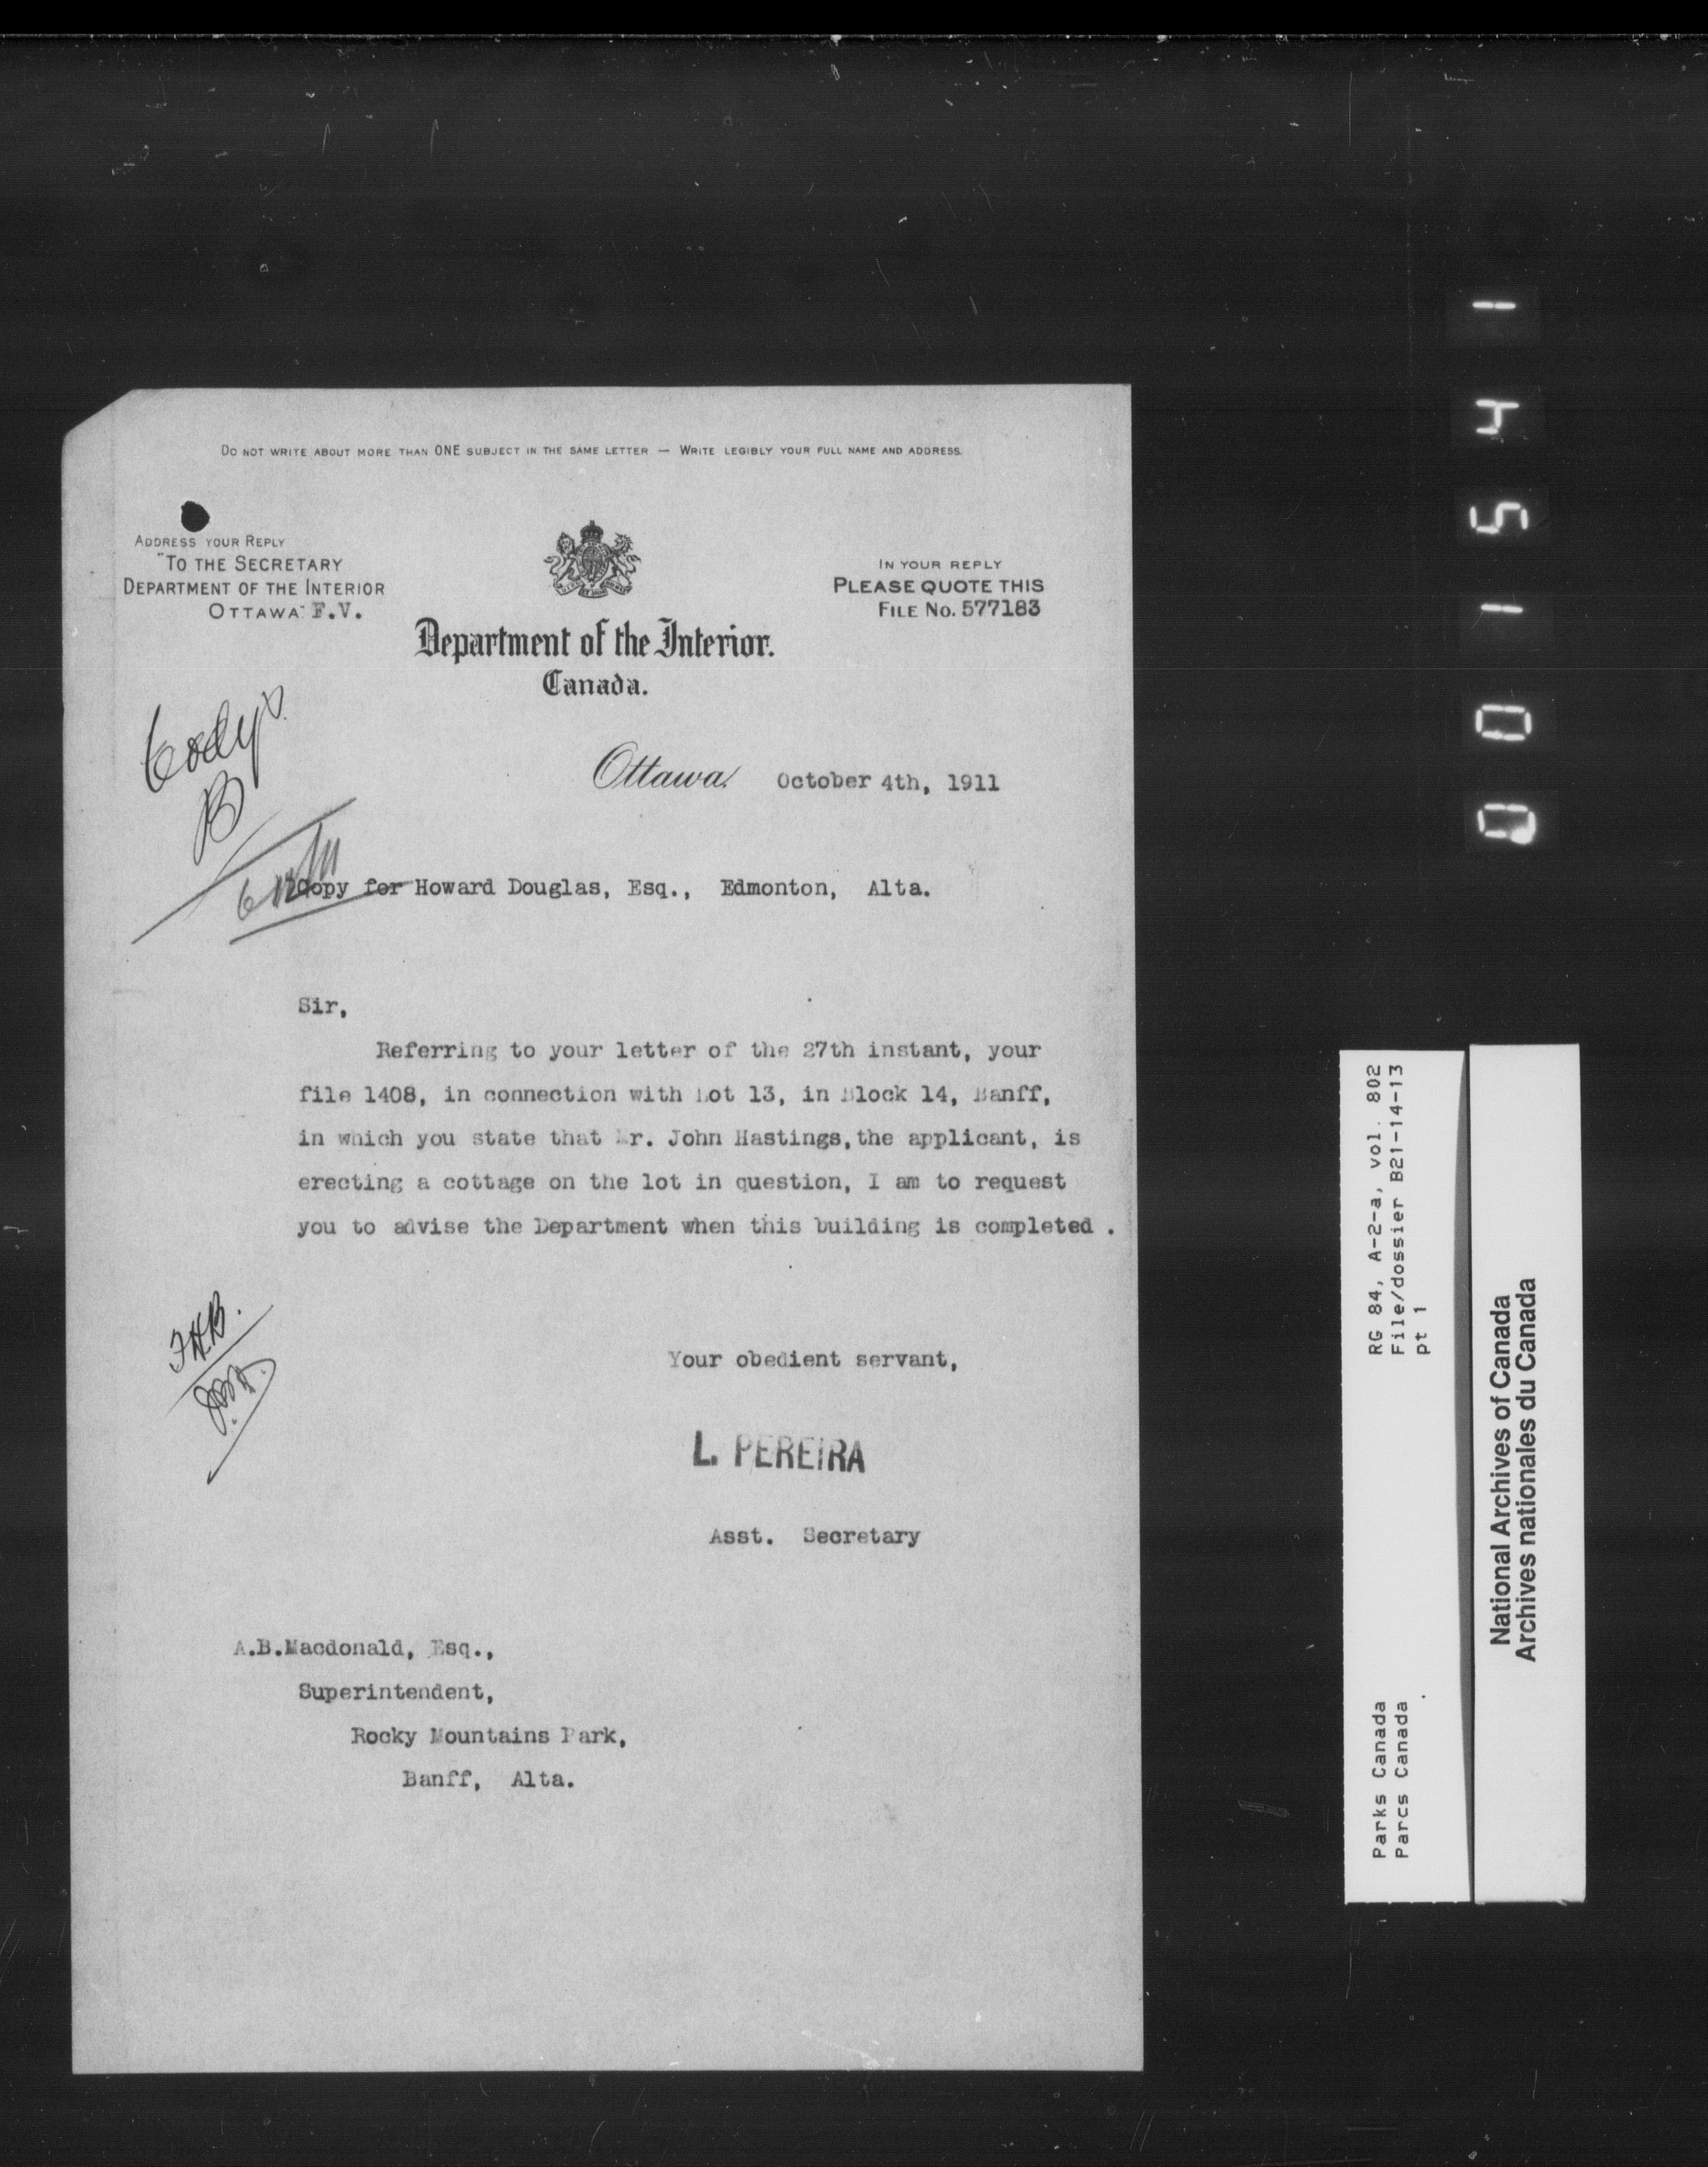 DO NOT WRITE ABOUT MORE THAN ONE SUBJECT IN THE SAME LETTER — WRITE LEGIBLY YOUR FULL NAME AND ADDRESS.
ADDRESS YOUR REPLY
"TO THE SECRETARY
DEPARTMENT OF THE INTERIOR
OTTAWA" F.V.
IN YOUR REPLY
PLEASE QUOTE THIS
FILE No. 577183
Department of the Interior.
Canada.
Ottawa, October 4th, 1911
B
Copy for Howard Douglas, Esq., Edmonton, Alta.
Sir,
Referring to your letter of the 27th instant, your
file 1408, in connection with Lot 13, in Block 14, Banff,
in which you state that Mr. John Hastings,the applicant, is
erecting a cottage on the lot in question, I am to request
you to advise the Department when this building is completed .
Your obedient servant,
L. PEREIRA
Asst. Secretary
A.B.Macdonald, Esq.,
Superintendent,
Rocky Mountains Park,
Banff, Alta.
RG 84, A-2-a, vol. 802
File/dossier B21-14-13
pt 1
Parks Canada
Parcs Canada
National Archives of Canada
Archives nationales du Canada